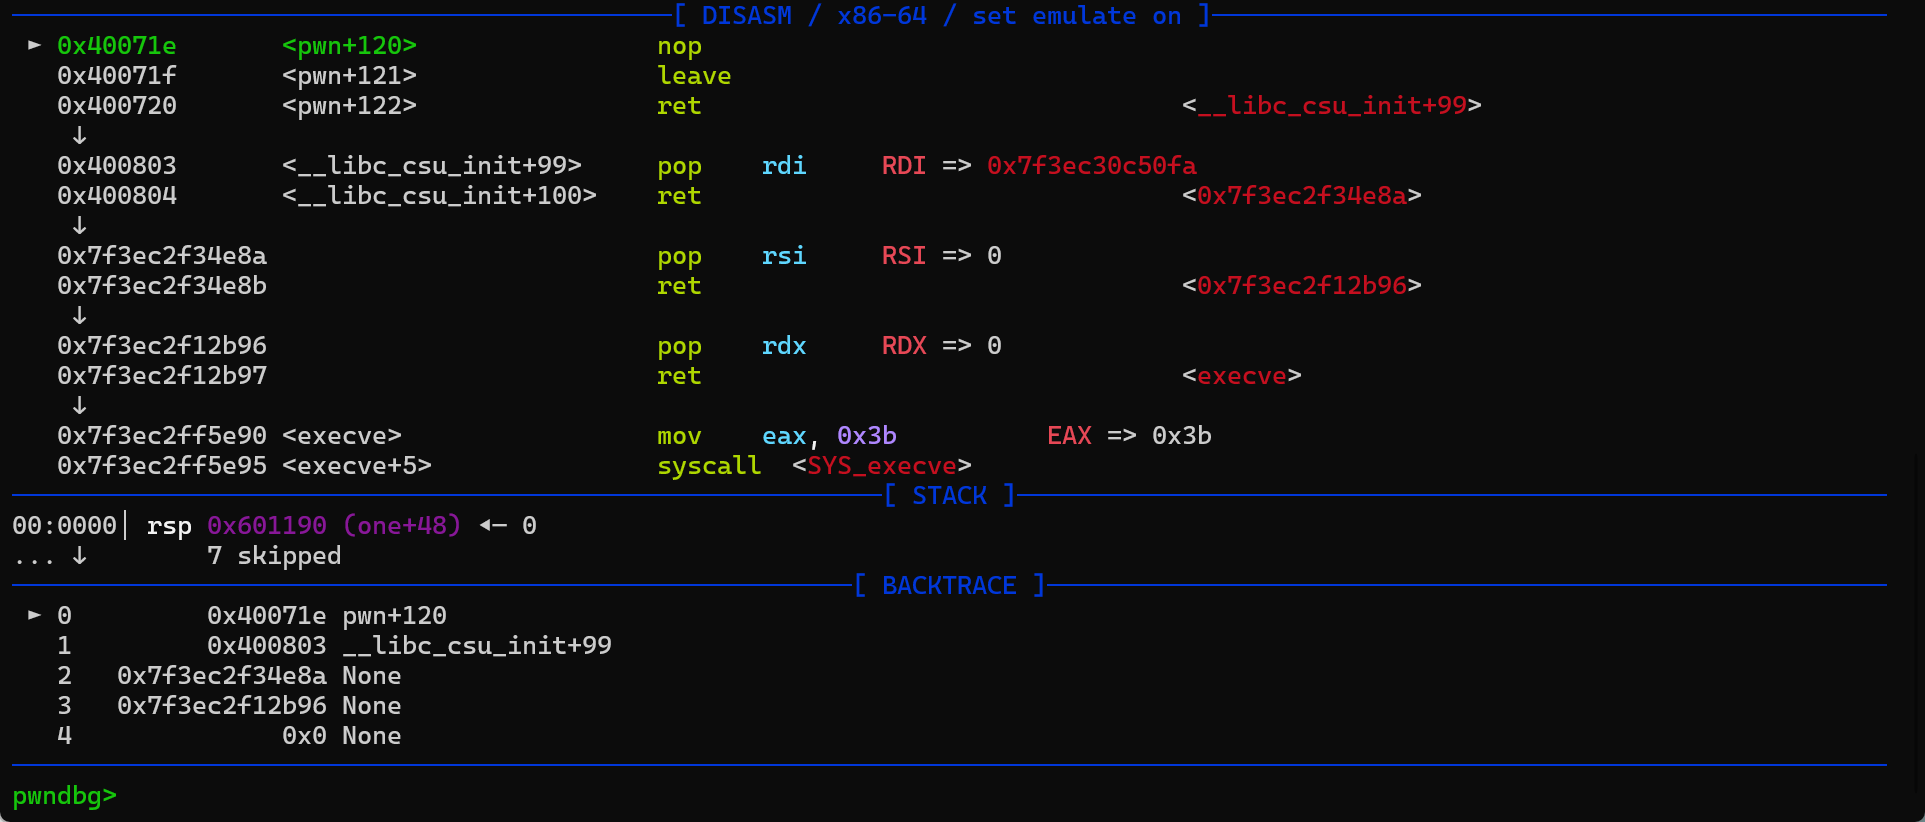 [ DISASM / x86-64 / set emulate on ]
► 0x40071e <pwn+120> nop
0x40071f <pwn+121> leave
0x400720 <pwn+122> ret <__libc_csu_init+99>
↓
0x400803 <__libc_csu_init+99> pop rdi RDI => 0x7f3ec30c50fa
0x400804 <__libc_csu_init+100> ret <0x7f3ec2f34e8a>
↓
0x7f3ec2f34e8a pop rsi RSI => 0
0x7f3ec2f34e8b ret <0x7f3ec2f12b96>
↓
0x7f3ec2f12b96 pop rdx RDX => 0
0x7f3ec2f12b97 ret <execve>
↓
0x7f3ec2ff5e90 <execve> mov eax, 0x3b EAX => 0x3b
0x7f3ec2ff5e95 <execve+5> syscall <SYS_execve>
[ STACK ]
00:0000│ rsp 0x601190 (one+48) ◂— 0
... ↓ 7 skipped
[ BACKTRACE ]
► 0 0x40071e pwn+120
1 0x400803 __libc_csu_init+99
2 0x7f3ec2f34e8a None
3 0x7f3ec2f12b96 None
4 0x0 None
pwndbg>